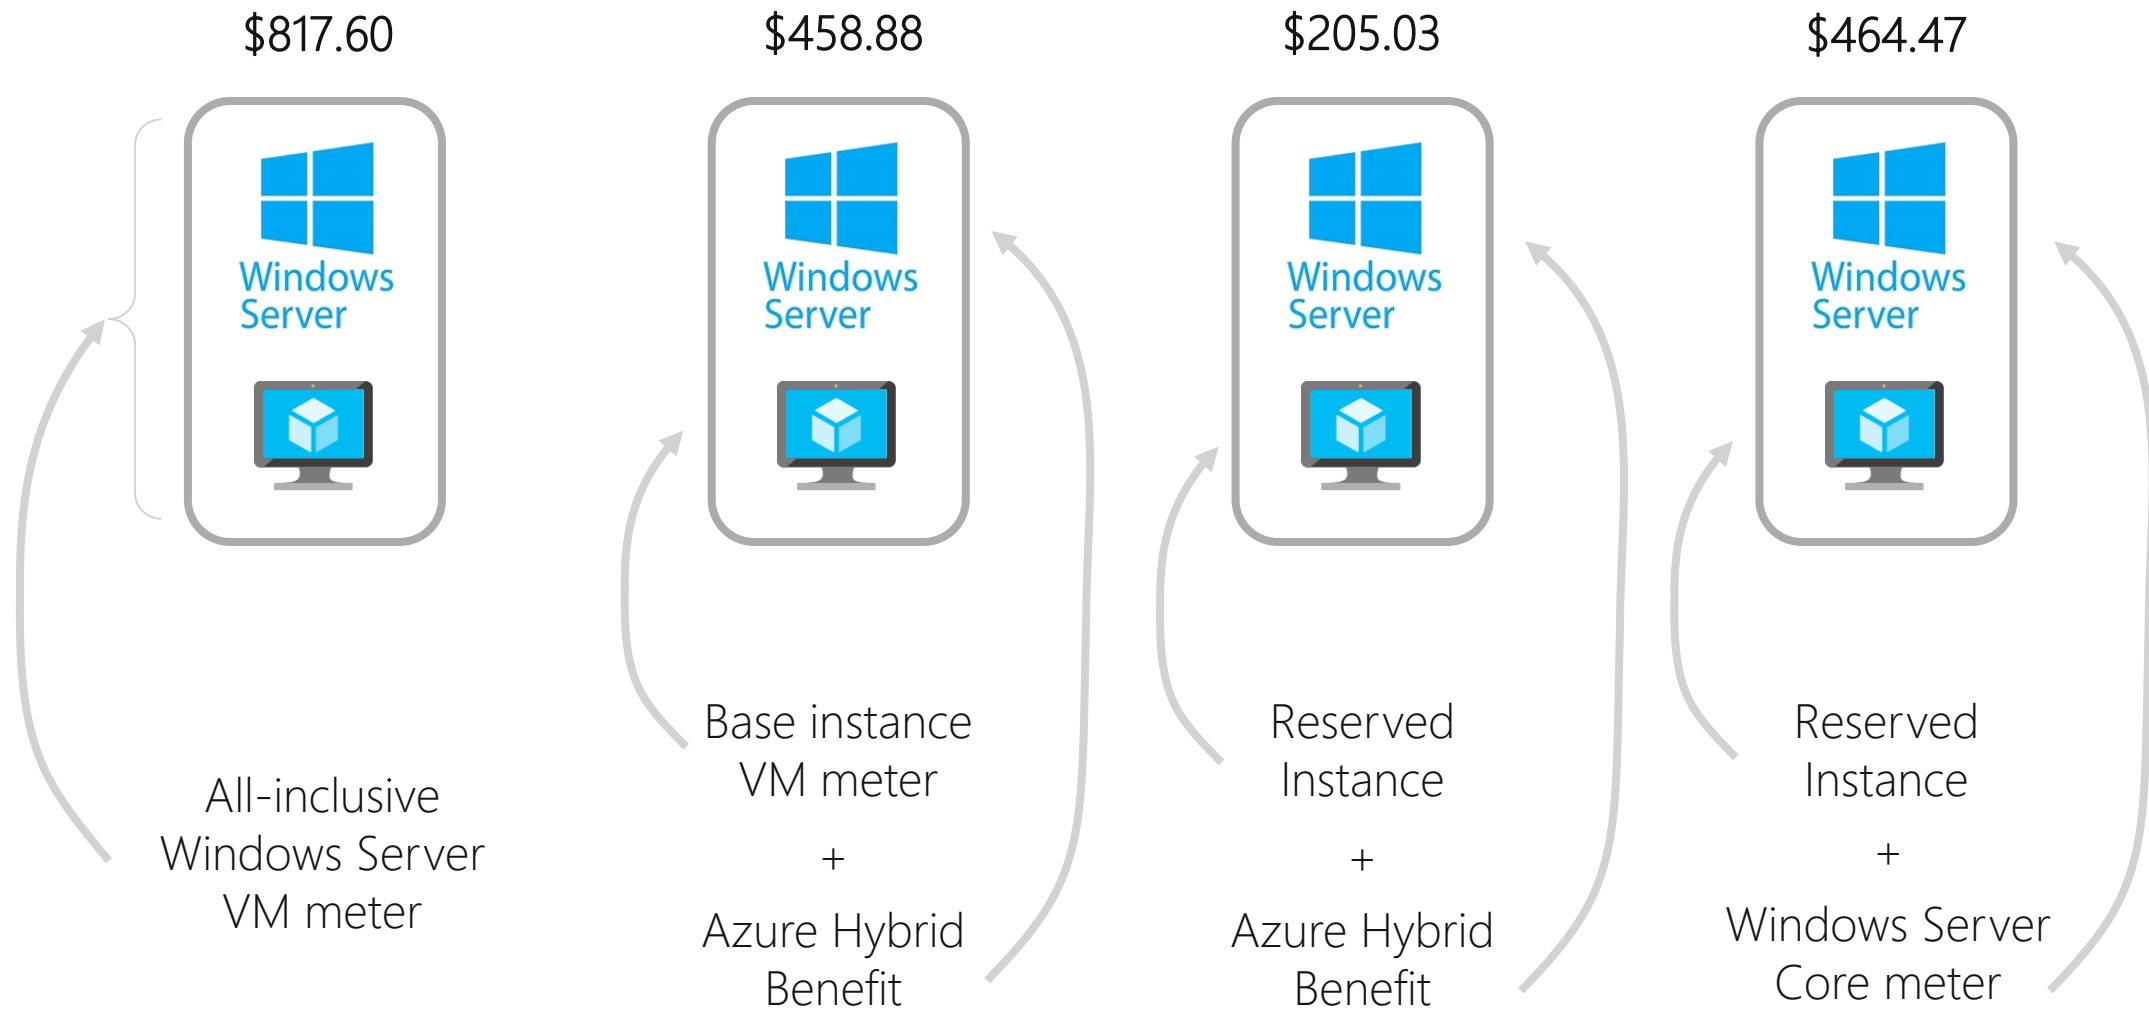 $817.60
$458.88
$205.03
$464.47
Windows
Server
Windows
Server
Windows
Server
Windows
Server
All-inclusive
Windows Server
VM meter
Base instance
VM meter
+
Azure Hybrid
Benefit
Reserved
Instance
+
Azure Hybrid
Benefit
Reserved
Instance
+
Windows Server
Core meter